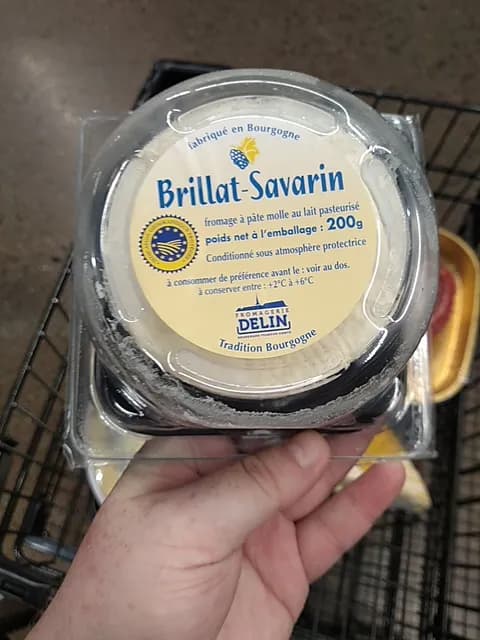 fabriqué en Bourgogne
Brillat-Savarin
fromage à pâte molle au lait pasteurisé
poids net à l'emballage : 200g
Conditionné sous atmosphère protectrice
à consommer de préférence avant le : voir au dos.
à conserver entre : +2°C à +6°C
FROMAGERIE
DELIN
Tradition Bourgogne